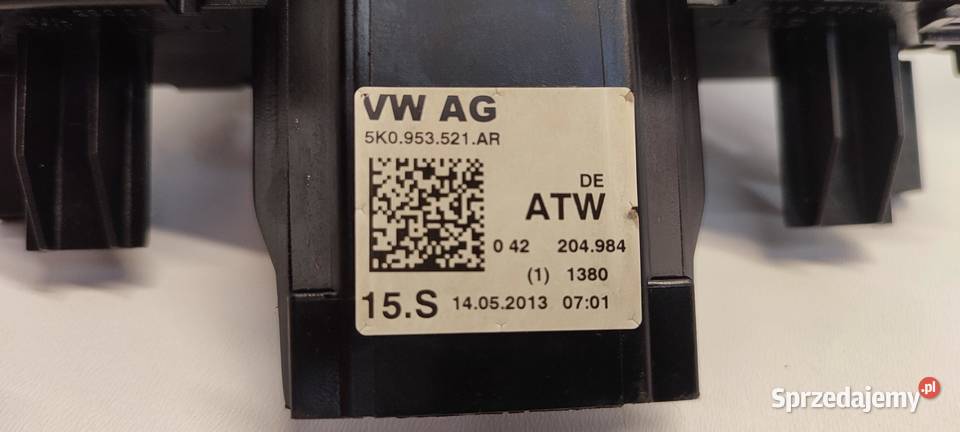 VW AG
5K0.953.521.AR
DE
ATW
0 42 204.984
(1) 1380
15.S 14.05.2013 07:01
Sprzedajemy.pl